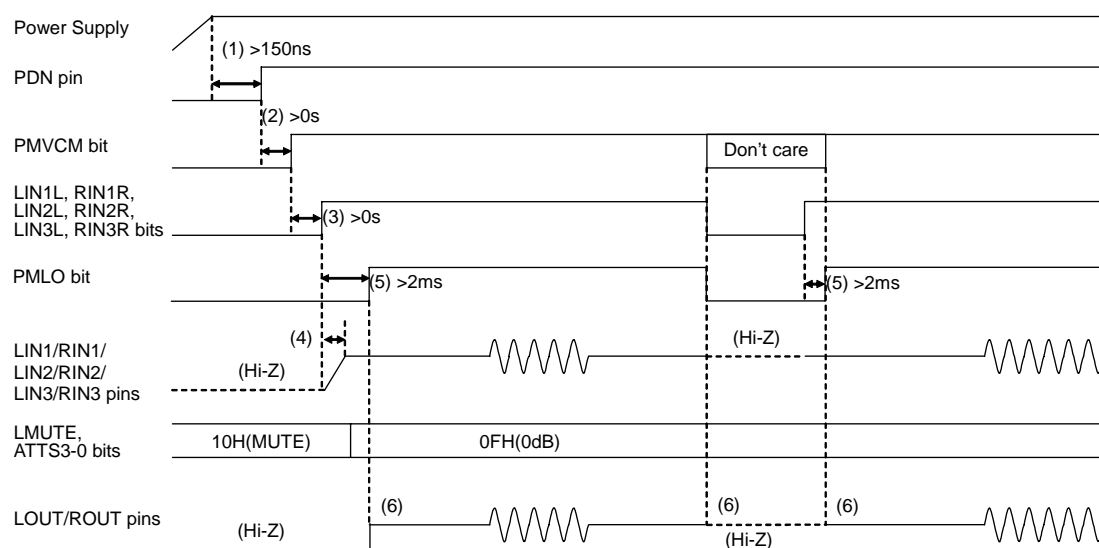 Power Supply
(1) >150ns
PDN pin
(2) >0s
PMVCM bit
Don't care
LIN1L, RIN1R,
LIN2L, RIN2R,
LIN3L, RIN3R bits
(3) >0s
PMLO bit
(5) >2ms
(5) >2ms
LIN1/RIN1/
LIN2/RIN2/
LIN3/RIN3 pins
(Hi-Z)
(4)
(Hi-Z)
LMUTE,
ATTS3-0 bits
10H(MUTE)
0FH(0dB)
LOUT/ROUT pins
(Hi-Z)
(6)
(6)
(Hi-Z)
(6)